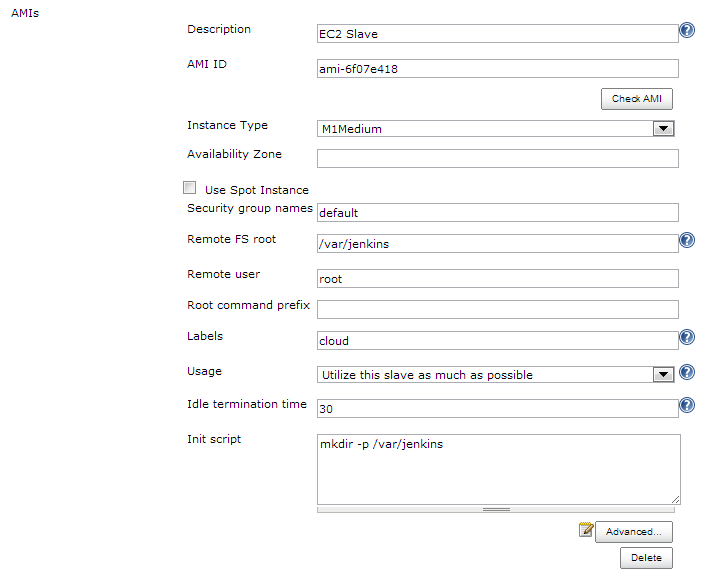 AMIs
Description
EC2 Slave
AMI ID
ami-6f07e418
Check AMI
Instance Type
M1Medium
Availability Zone
Use Spot Instance
Security group names
default
Remote FS root
/var/jenkins
Remote user
root
Root command prefix
Labels
cloud
Usage
Utilize this slave as much as possible
Idle termination time
30
Init script
mkdir -p /var/jenkins
Advanced...
Delete